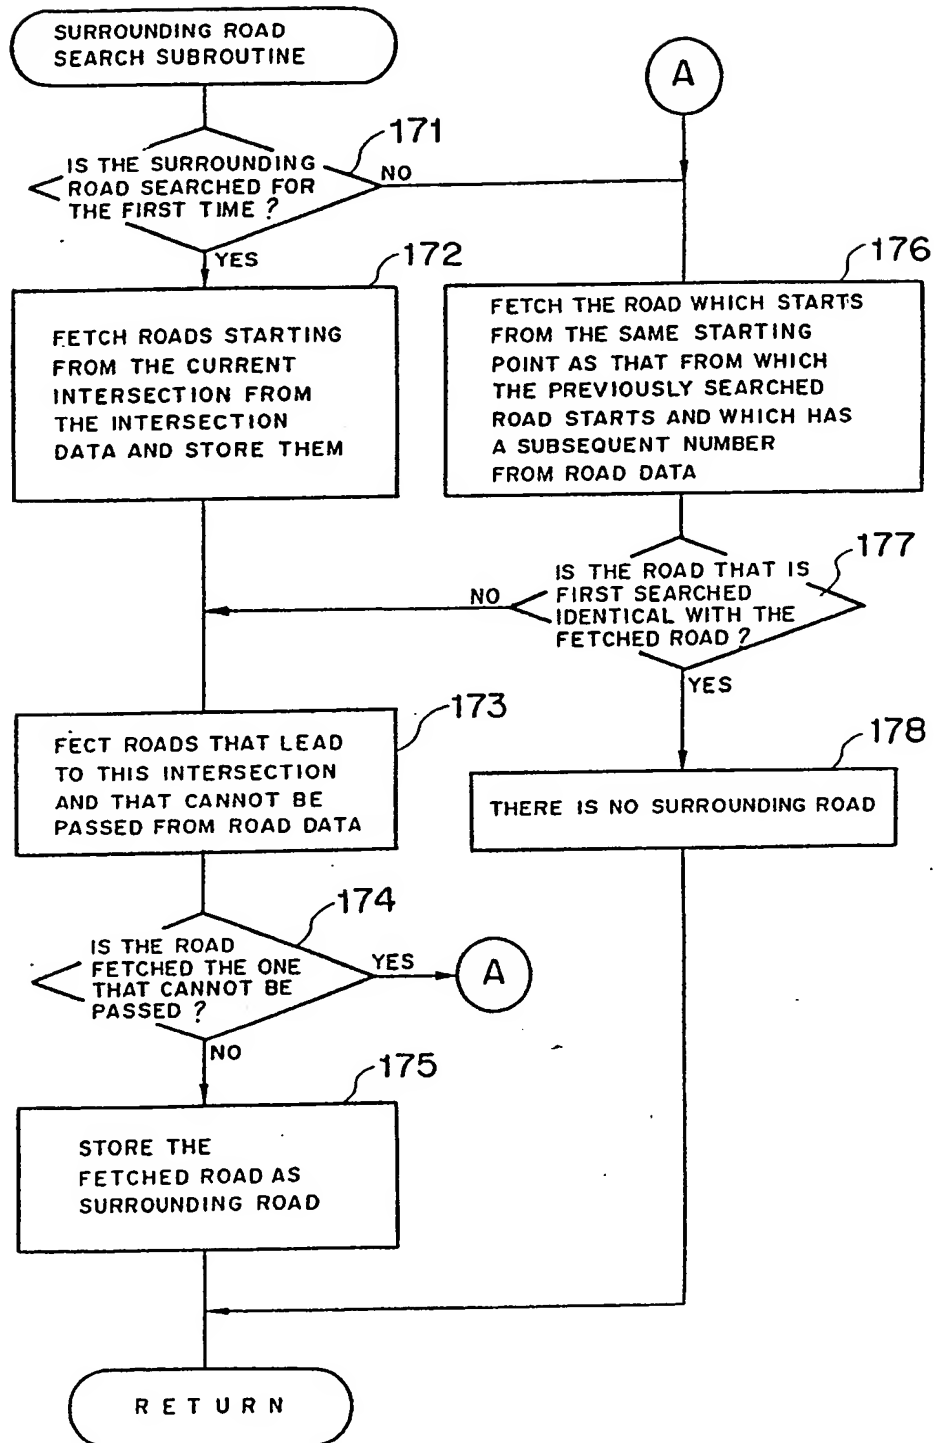 SURROUNDING ROAD
SEARCH SUBROUTINE
A
171
IS THE SURROUNDING
ROAD SEARCHED FOR
THE FIRST TIME ?
NO
YES
172
FETCH ROADS STARTING
FROM THE CURRENT
INTERSECTION FROM
THE INTERSECTION
DATA AND STORE THEM
176
FETCH THE ROAD WHICH STARTS
FROM THE SAME STARTING
POINT AS THAT FROM WHICH
THE PREVIOUSLY SEARCHED
ROAD STARTS AND WHICH HAS
A SUBSEQUENT NUMBER
FROM ROAD DATA
177
IS THE ROAD THAT IS
FIRST SEARCHED
IDENTICAL WITH THE
FETCHED ROAD ?
NO
YES
173
FECT ROADS THAT LEAD
TO THIS INTERSECTION
AND THAT CANNOT BE
PASSED FROM ROAD DATA
178
THERE IS NO SURROUNDING ROAD
174
IS THE ROAD
FETCHED THE ONE
THAT CANNOT BE
PASSED ?
YES
A
NO
175
STORE THE
FETCHED ROAD AS
SURROUNDING ROAD
RETURN